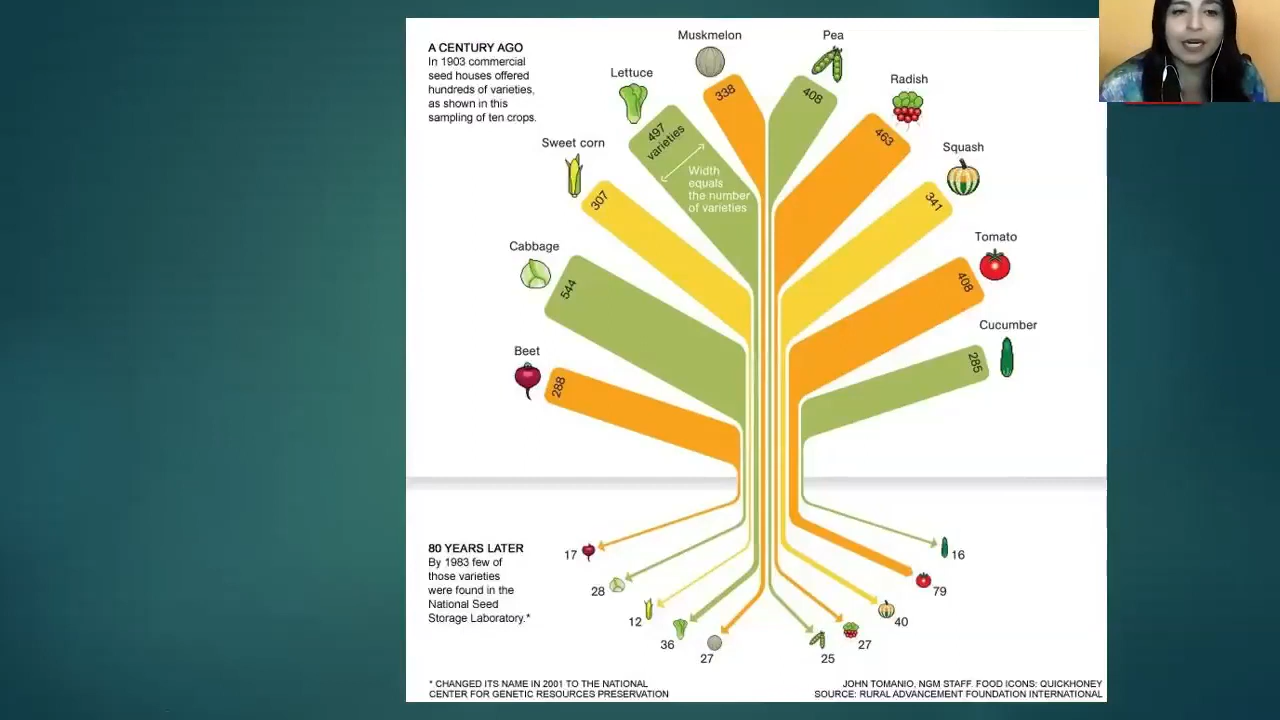 A CENTURY AGO
In 1903 commercial
seed houses offered
hundreds of varieties,
as shown in this
sampling of ten crops.
Muskmelon
Pea
Lettuce
Radish
Sweet corn
Squash
Cabbage
Tomato
Beet
Cucumber
338
408
497
varieties
463
Width
equals
the number
of varieties
307
341
544
408
288
285
80 YEARS LATER
By 1983 few of
those varieties
were found in the
National Seed
Storage Laboratory.*
17
28
12
36
27
25
27
40
79
16
* CHANGED ITS NAME IN 2001 TO THE NATIONAL
CENTER FOR GENETIC RESOURCES PRESERVATION
JOHN TOMANIO, NGM STAFF. FOOD ICONS: QUICKHONEY
SOURCE: RURAL ADVANCEMENT FOUNDATION INTERNATIONAL